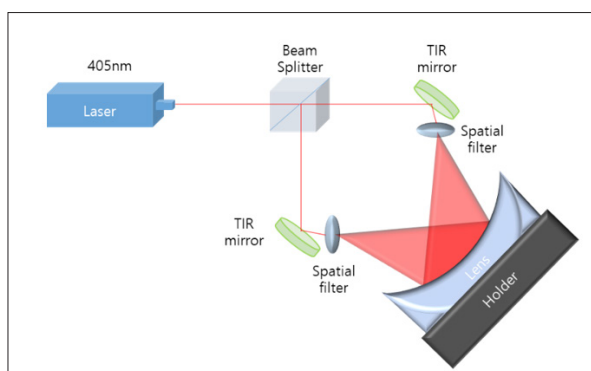 405nm
Laser
Beam
Splitter
TIR
mirror
Spatial
filter
TIR
mirror
Spatial
filter
Lens
Holder